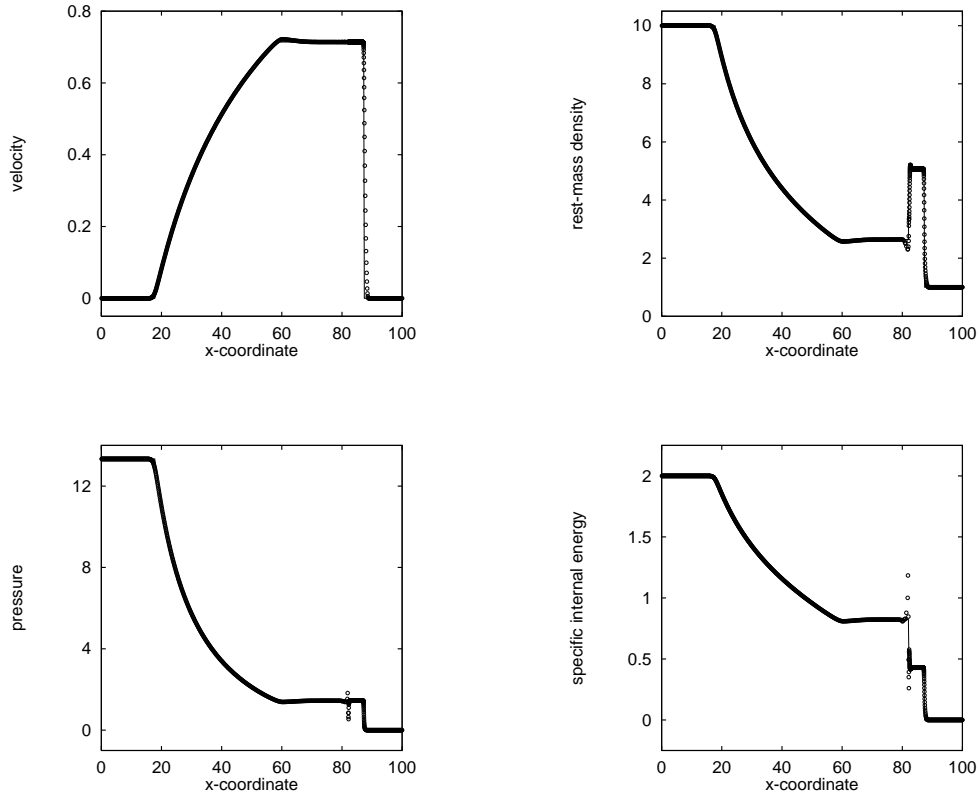 velocity
0.8
0.6
0.4
0.2
0
0 20 40 60 80 100
x-coordinate
rest-mass density
10
8
6
4
2
0
0 20 40 60 80 100
x-coordinate
pressure
12
8
4
0
0 20 40 60 80 100
x-coordinate
specific internal energy
2
1.5
1
0.5
0
0 20 40 60 80 100
x-coordinate